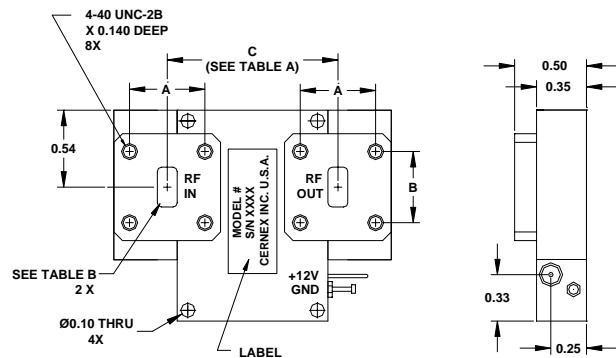 4-40 UNC-2B
X 0.140 DEEP
8X
C
(SEE TABLE A)
A
A
0.54
RF
IN
MODEL #
S/N XXXX
CERNEX INC. U.S.A.
RF
OUT
B
SEE TABLE B
2 X
+12V
GND
Ø0.10 THRU
4X
LABEL
0.50
0.35
0.33
0.25